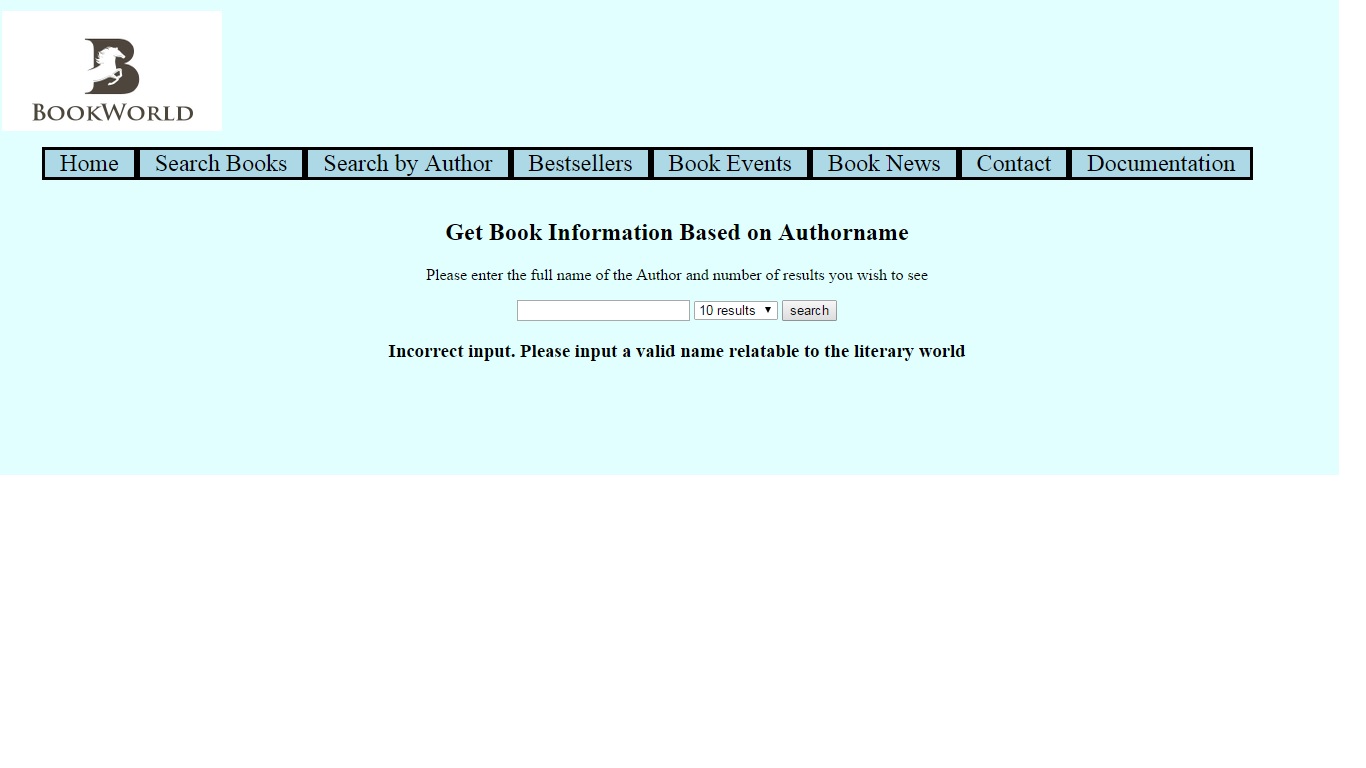 B
BOOKWORLD
Home Search Books Search by Author Bestsellers Book Events Book News Contact Documentation
Get Book Information Based on Authorname
Please enter the full name of the Author and number of results you wish to see
10 results search
Incorrect input. Please input a valid name relatable to the literary world